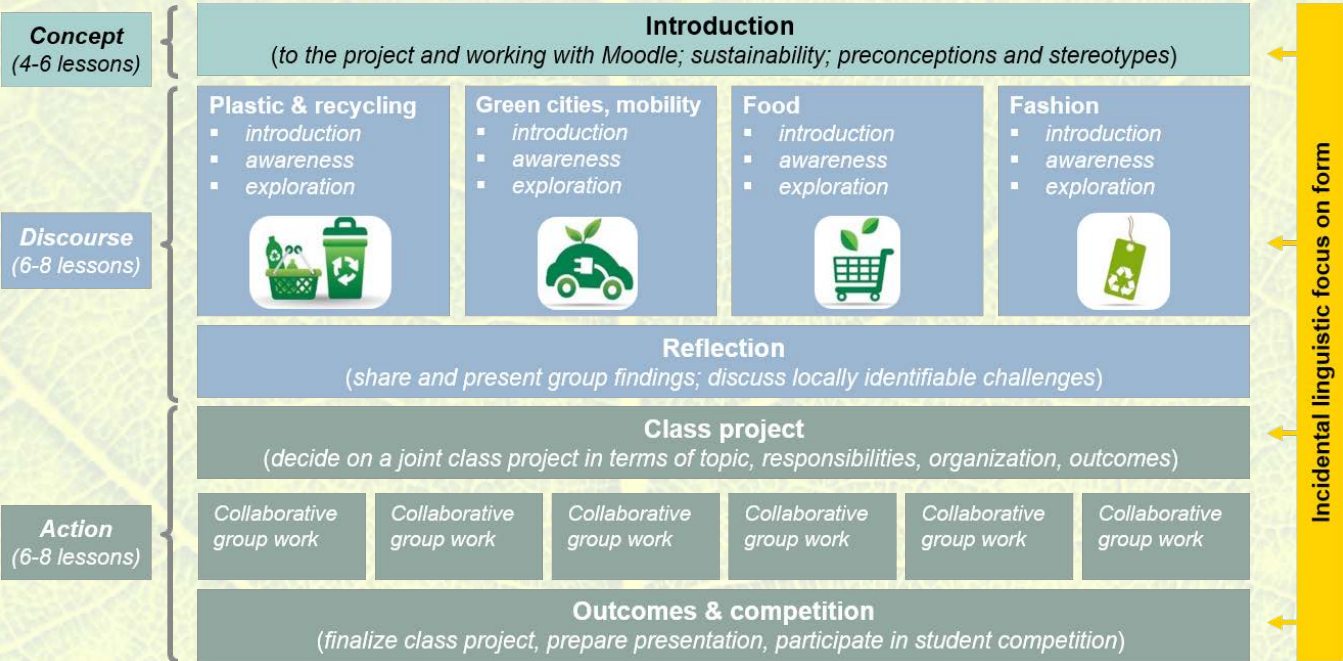 Concept
(4-6 lessons)
Introduction
(to the project and working with Moodle; sustainability; preconceptions and stereotypes)
Discourse
(6-8 lessons)
Plastic & recycling
▪ introduction
▪ awareness
▪ exploration
Green cities, mobility
▪ introduction
▪ awareness
▪ exploration
Food
▪ introduction
▪ awareness
▪ exploration
Fashion
▪ introduction
▪ awareness
▪ exploration
Reflection
(share and present group findings; discuss locally identifiable challenges)
Action
(6-8 lessons)
Class project
(decide on a joint class project in terms of topic, responsibilities, organization, outcomes)
Collaborative
group work
Collaborative
group work
Collaborative
group work
Collaborative
group work
Collaborative
group work
Collaborative
group work
Outcomes & competition
(finalize class project, prepare presentation, participate in student competition)
Incidental linguistic focus on form